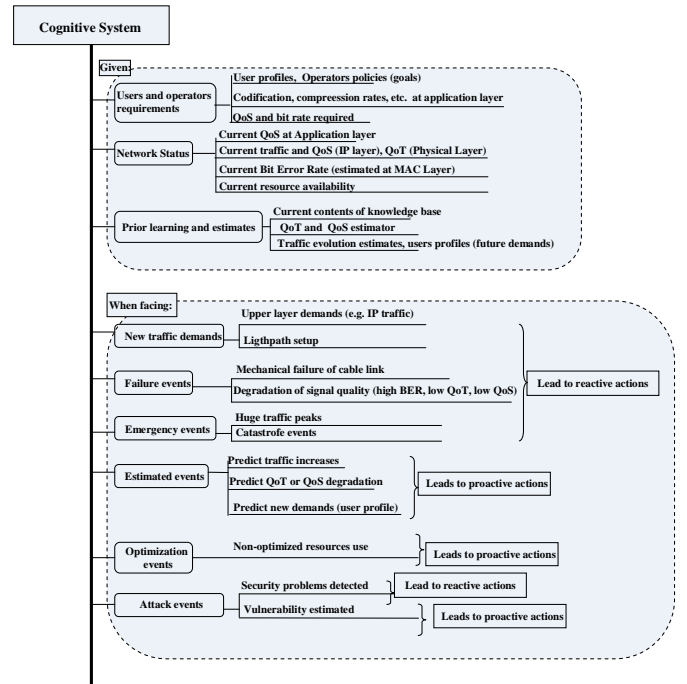 Cognitive System
Given:
Users and operators
requirements
User profiles, Operators policies (goals)
Codification, compreession rates, etc. at application layer
QoS and bit rate required
Network Status
Current QoS at Application layer
Current traffic and QoS (IP layer), QoT (Physical Layer)
Current Bit Error Rate (estimated at MAC Layer)
Current resource availability
Prior learning and estimates
Current contents of knowledge base
QoT and QoS estimator
Traffic evolution estimates, users profiles (future demands)
When facing:
New traffic demands
Upper layer demands (e.g. IP traffic)
Ligthpath setup
Failure events
Mechanical failure of cable link
Degradation of signal quality (high BER, low QoT, low QoS)
Lead to reactive actions
Emergency events
Huge traffic peaks
Catastrofe events
Estimated events
Predict traffic increases
Predict QoT or QoS degradation
Predict new demands (user profile)
Leads to proactive actions
Optimization
events
Non-optimized resources use
Leads to proactive actions
Attack events
Security problems detected
Lead to reactive actions
Vulnerability estimated
Leads to proactive actions